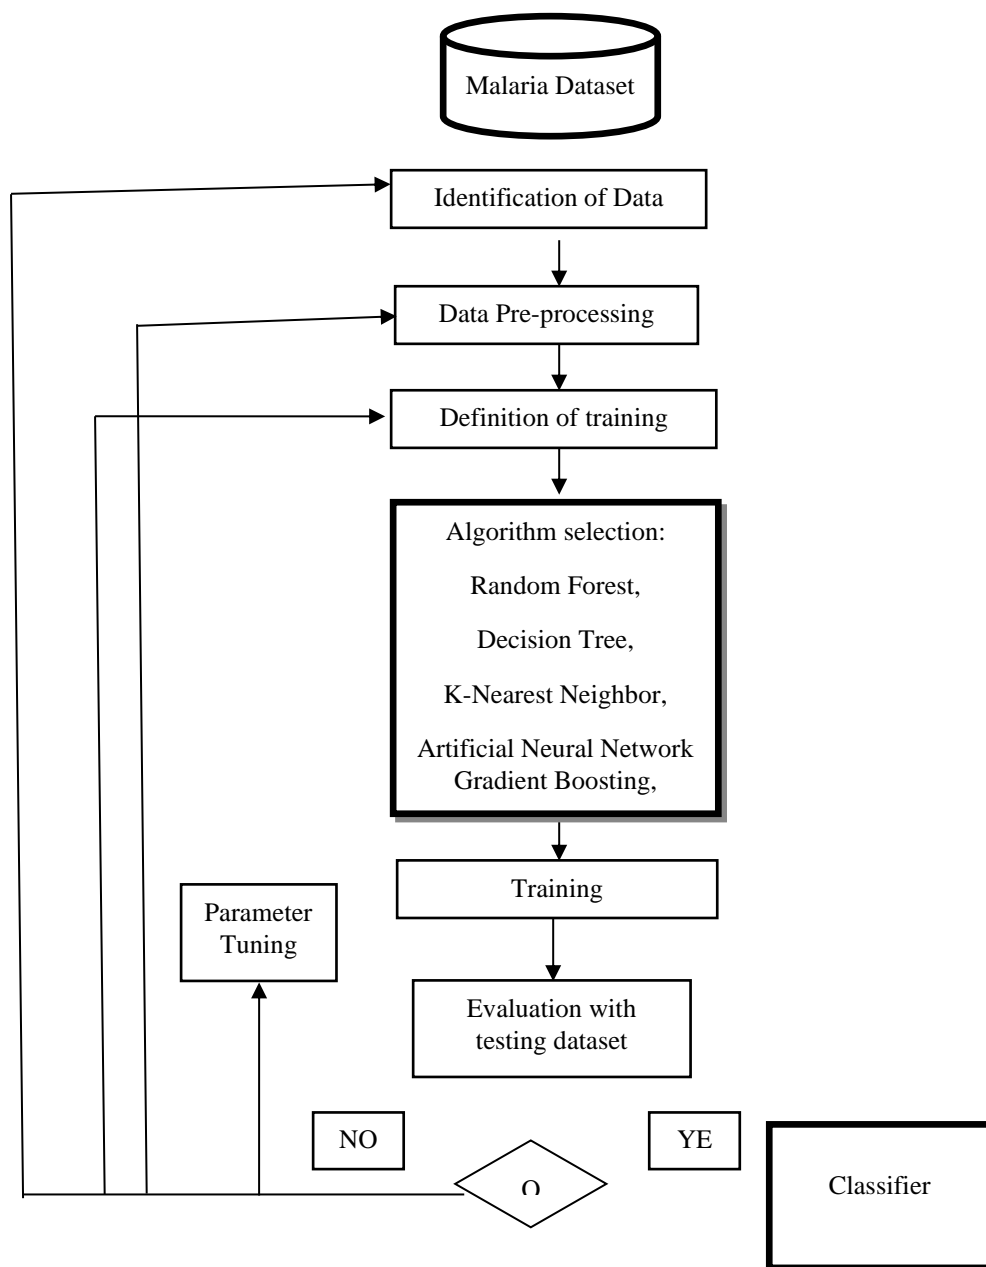 Malaria Dataset
Identification of Data
Data Pre-processing
Definition of training
Algorithm selection:
Random Forest,
Decision Tree,
K-Nearest Neighbor,
Artificial Neural Network
Gradient Boosting,
Training
Parameter
Tuning
Evaluation with
testing dataset
NO
YE
Classifier